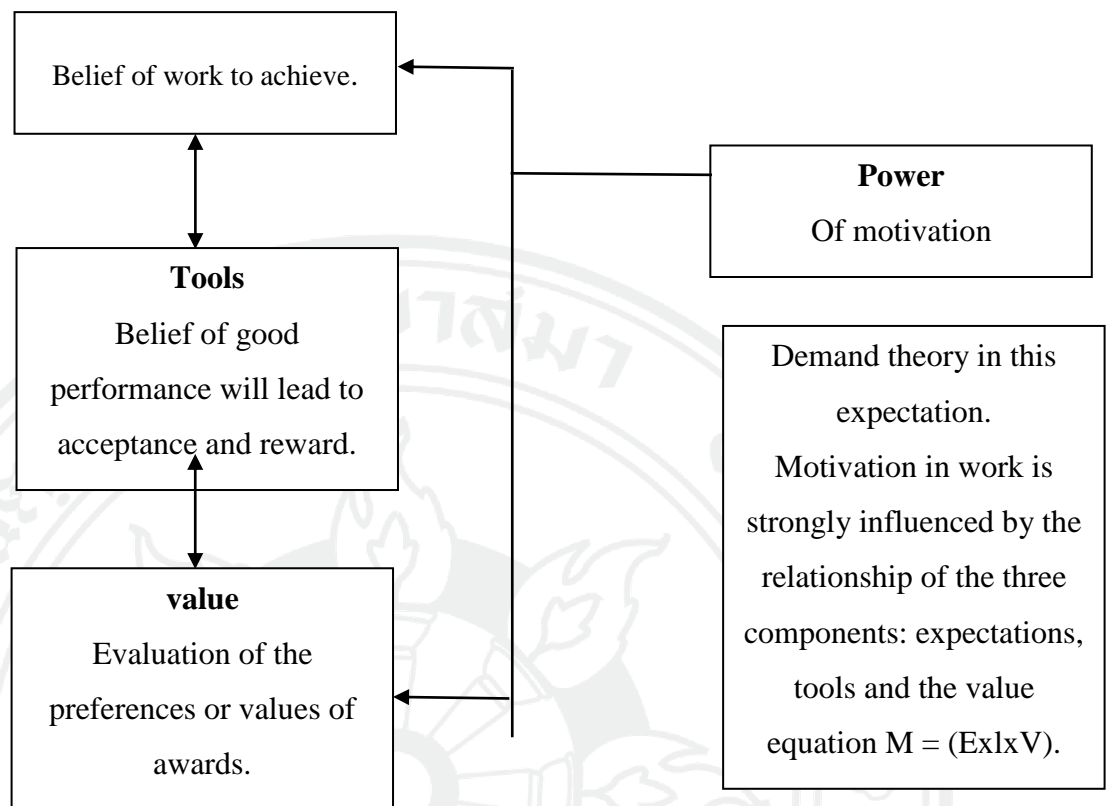 Belief of work to achieve.
Tools
Belief of good
performance will lead to
acceptance and reward.
value
Evaluation of the
preferences or values of
awards.
Power
Of motivation
Demand theory in this
expectation.
Motivation in work is
strongly influenced by the
relationship of the three
components: expectations,
tools and the value
equation M = (ExlxV).